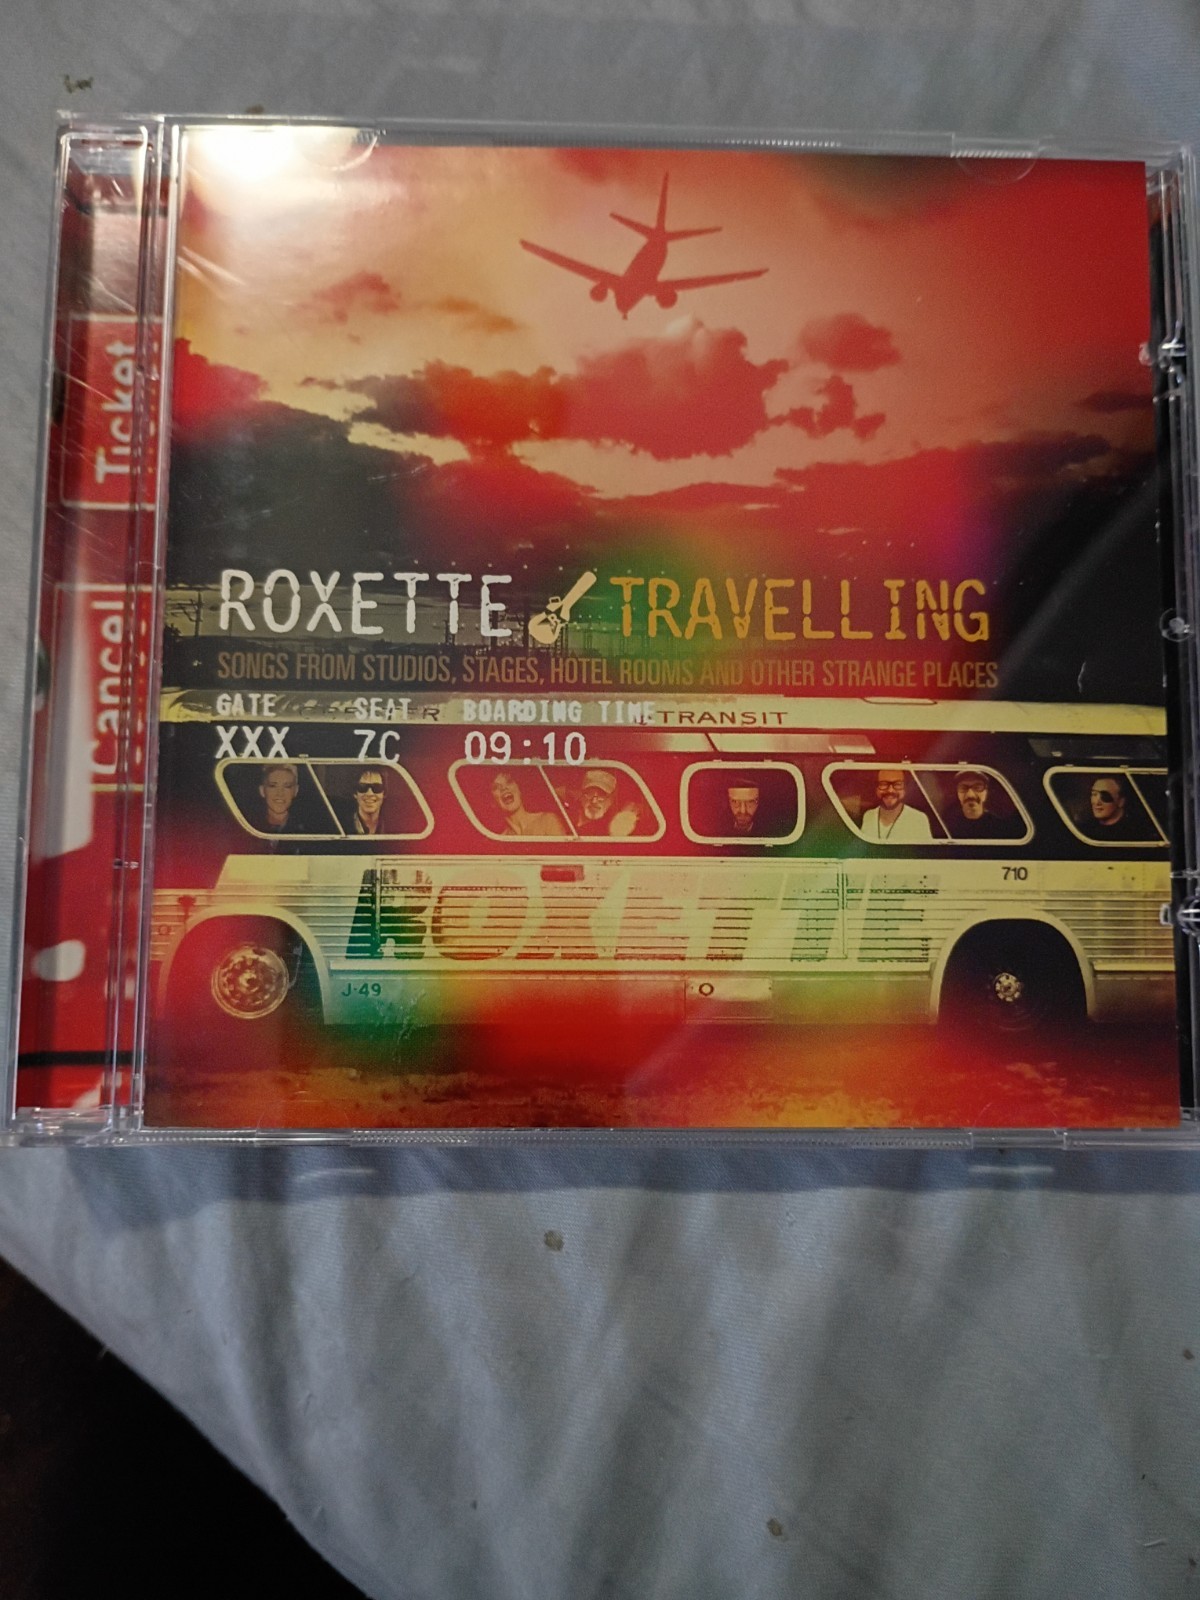 Ticket
Cancel
ROXETTE TRAVELLING
SONGS FROM STUDIOS, STAGES, HOTEL ROOMS AND OTHER STRANGE PLACES
GATE SEAT BOARDING TIME
TRANSIT
XXX 7C 09:10
710
ROXETTE
J-49